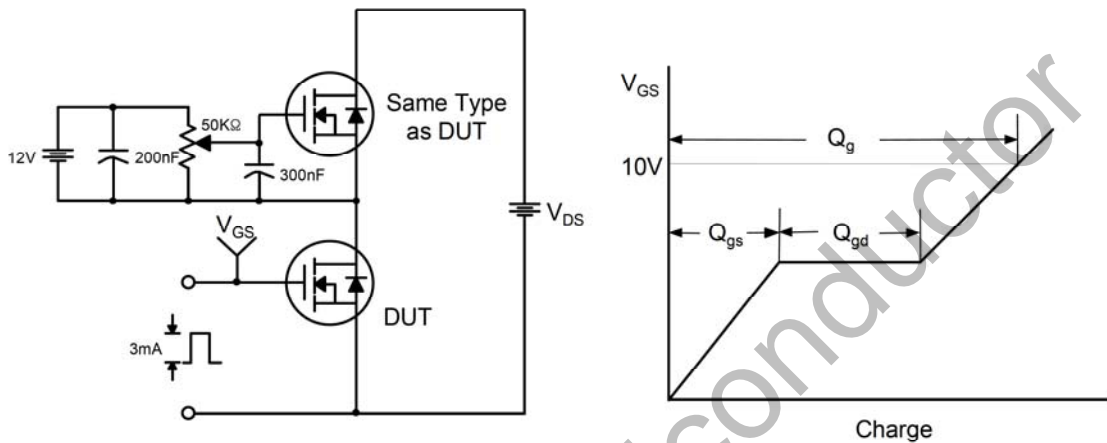 12V
200nF
50KΩ
300nF
Same Type
as DUT
V_DS
V_GS
DUT
3mA
V_GS
10V
Q_g
Q_gs
Q_gd
Charge
conductor